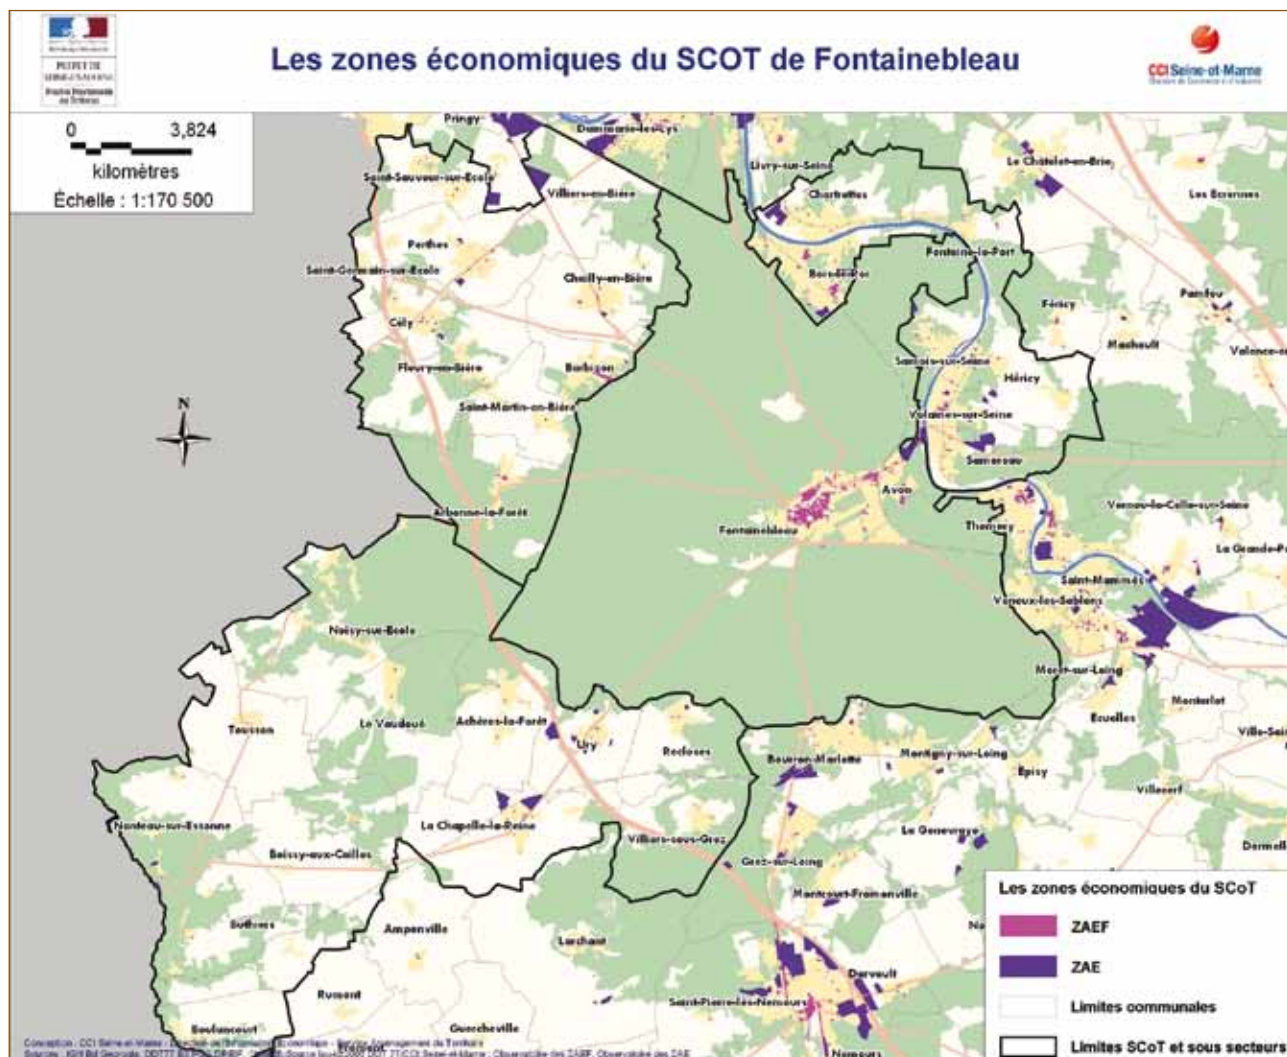 Les zones économiques du SCOT de Fontainebleau
CCI Seine-et-Marne
0 3,824
kilomètres
Échelle : 1:170 500
Pringy
Dammarie-les-Lys
Livry-sur-Seine
Le Châtelet-en-Brie
Saint-Sauveur-sur-Ecole
Villiers-en-Bière
Chartrettes
Les Ecrennes
Perthes
Fontaine-le-Port
Saint-Germain-sur-Ecole
Chailly-en-Bière
Bois-le-Roi
Féricy
Pamfou
Cély
Machault
Fleury-en-Bière
Barbizon
Samois-sur-Seine
Héricy
Saint-Martin-en-Bière
Vulaines-sur-Seine
N
Samoreau
Avon
Arbonne-la-Forêt
Fontainebleau
Thomery
Vernou-la-Celle-sur-Seine
Saint-Mammès
Veneux-les-Sablons
Noisy-sur-Ecole
Moret-sur-Loing
Montarlot
Ecuelles
Tousson
Le Vaudoué
Achères-la-Forêt
Ury
Recloses
Bourron-Marlotte
Montigny-sur-Loing
Episy
Villecerf
Nanteau-sur-Essonne
La Chapelle-la-Reine
Villiers-sous-Grez
La Genevraye
Boissy-aux-Cailles
Grez-sur-Loing
Montcourt-Fromonville
Buthiers
Amponville
Larchant
Darvault
Rumont
Saint-Pierre-lès-Nemours
Boulancourt
Guercheville
Fromont
Nemours
Les zones économiques du SCoT
ZAEF
ZAE
Limites communales
Limites SCoT et sous secteurs